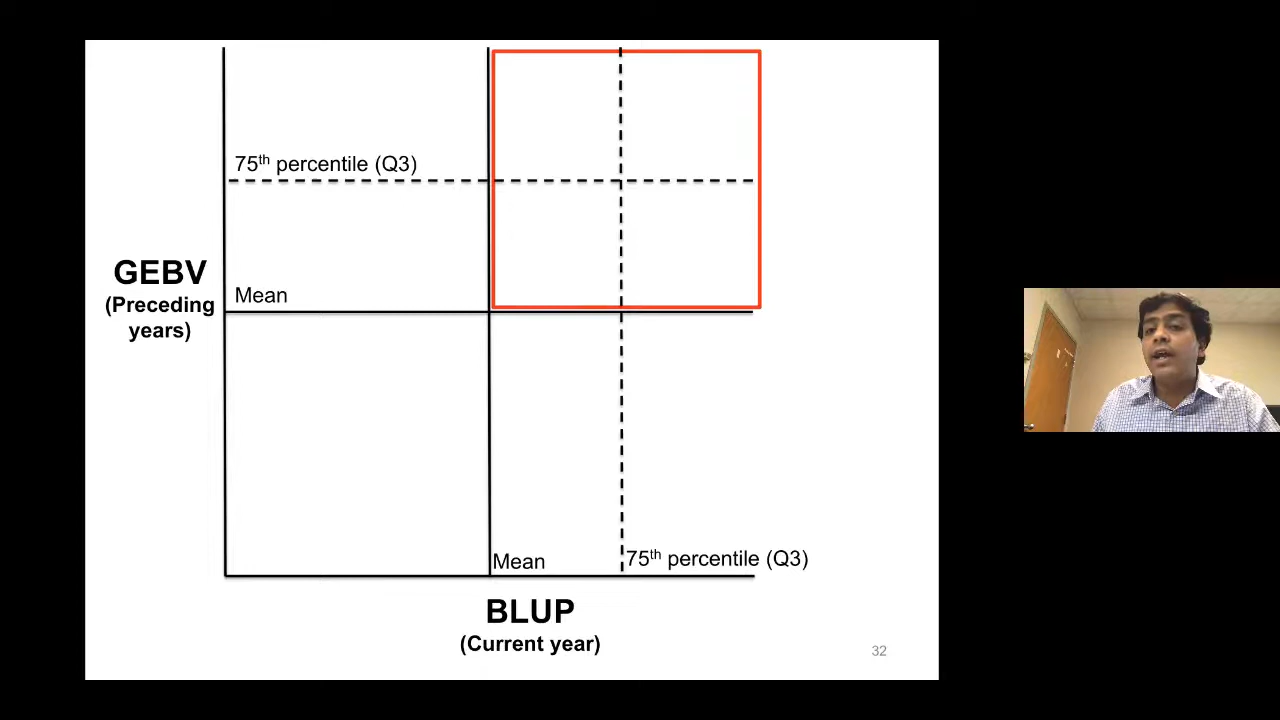 75th percentile (Q3)
GEBV
(Preceding
years)
Mean
Mean
75th percentile (Q3)
BLUP
(Current year)
32